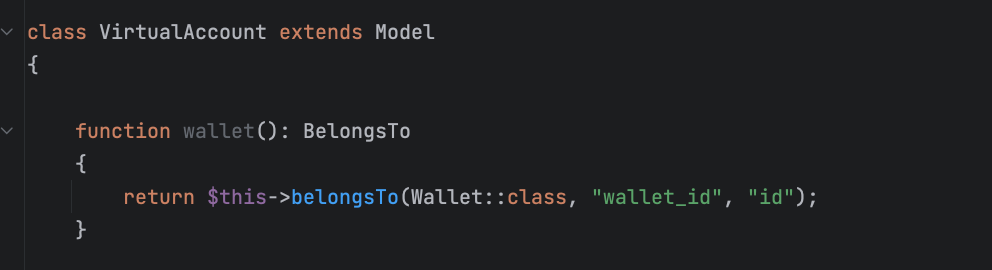 class VirtualAccount extends Model
{
function wallet(): BelongsTo
{
return $this->belongsTo(Wallet::class, "wallet_id", "id");
}